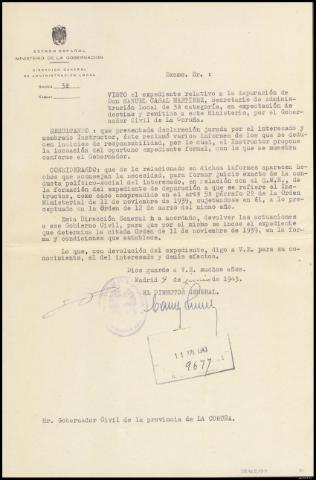 ESTADO ESPAÑOL
MINISTERIO DE LA GOBERNACION
DIRECCION GENERAL
DE ADMINISTRACION LOCAL
Excmo. Sr.:
VISTO el expediente relativo a la depuración de
Don MANUEL CASAL MARTINEZ, Secretario de Adminis-
tración Local de 3ª categoría, en expectación de
destino y remitido a este Ministerio, por el Gober-
nador Civil de La Coruña.
RESULTANDO: que presentada declaración jurada por el interesado y
nombrado Instructor, éste reclamó varios informes de los que se dedu-
cen indicios de responsabilidad, por lo cual, el Instructor propone
la incoación del oportuno expediente formal, con lo que se muestra
conforme el Gobernador.
CONSIDERANDO: que de lo relacionado en dichos informes aparecen he-
chos que aconsejan la necesidad, para formar juicio exacto de la con-
ducta político-social del interesado, en relación con el G.M.N., de
la formación del expediente de depuración a que se refiere el Ins-
tructor, como caso comprendido en el artº 5º párrafo 2º de la Orden
Ministerial de 11 de noviembre de 1939, sujetándose en él, a lo pre-
ceptuado en la Orden de 12 de marzo del mismo año.
Esta Dirección General ha acordado, devolver las actuaciones
a ese Gobierno Civil, para que por el mismo se incoe el expediente
que determina la citada Orden de 11 de noviembre de 1939, en la for-
ma y condiciones que establece.
Lo que, con devolución del expediente, digo a V.E. para su co-
nocimiento, el del interesado y demás efectos.
Dios guarde a V.E. muchos años.
Madrid 9 de junio de 1943.
EL DIRECTOR GENERAL,
9677
Sr. Gobernador Civil de la provincia de LA CORUÑA.